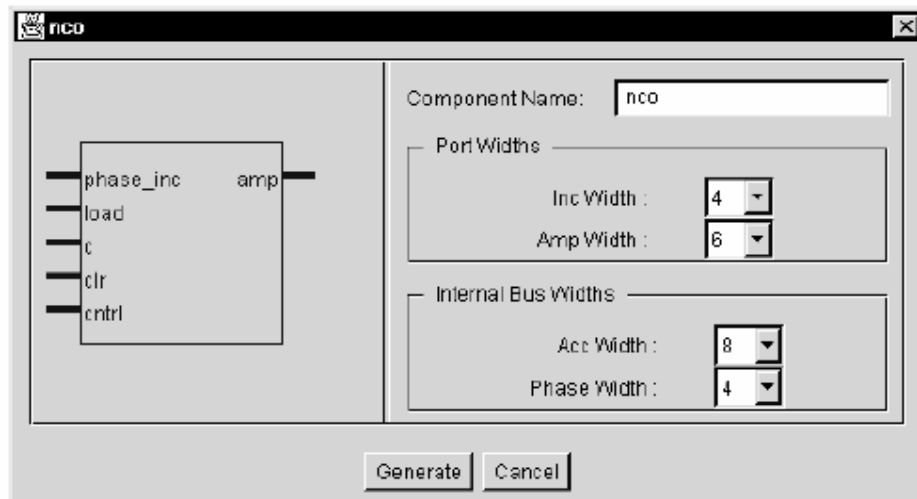 nco
Component Name: nco
Port Widths
phase_inc amp
load
c
clr
cntrl
Inc Width : 4
Amp Width : 6
Internal Bus Widths
Acc Width : 8
Phase Width : 4
Generate Cancel